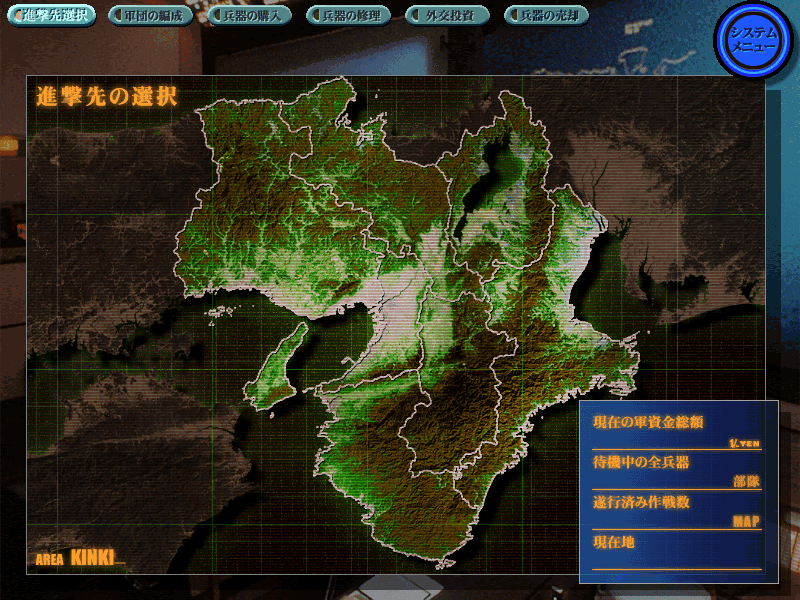 進撃先選択
軍団の編成
兵器の購入
兵器の修理
外交投資
兵器の売却
システム
メニュー
進撃先の選択
現在の軍資金総額
YEN
待機中の全兵器
部隊
遂行済み作戦数
MAP
現在地
AREA KINKI